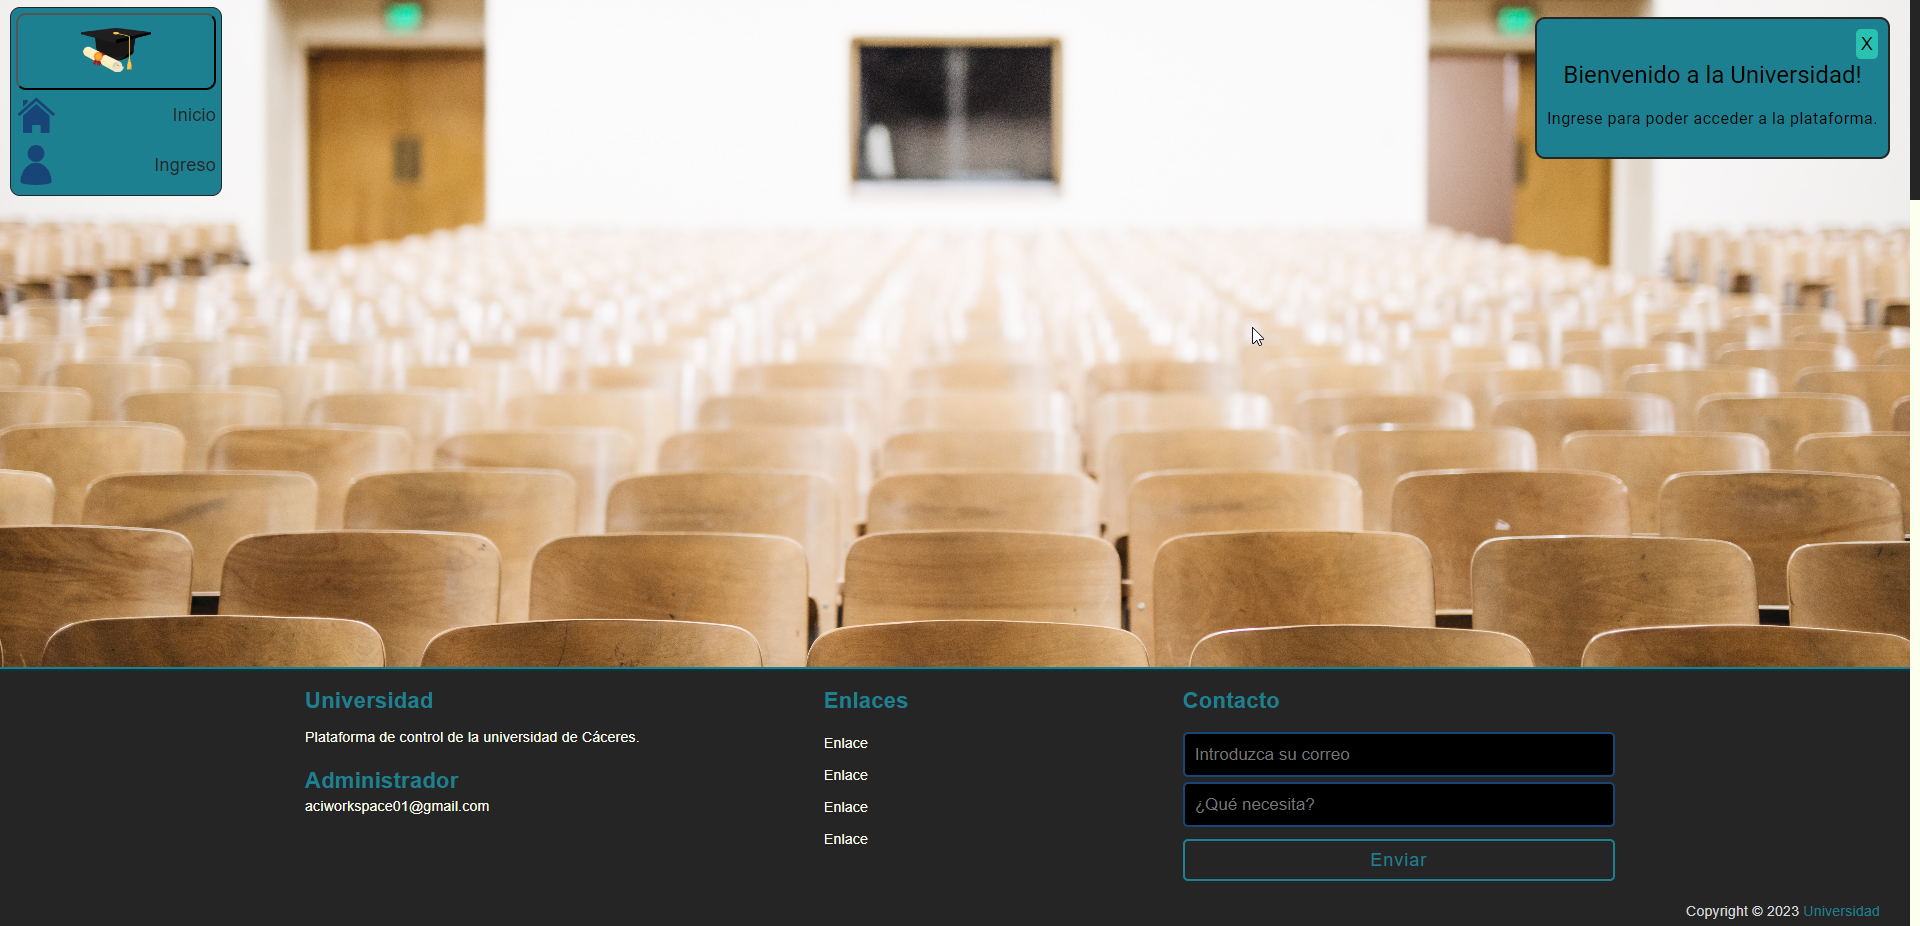 Inicio
Ingreso
X
Bienvenido a la Universidad!
Ingrese para poder acceder a la plataforma.
Universidad
Plataforma de control de la universidad de Cáceres.
Administrador
aciworkspace01@gmail.com
Enlaces
Enlace
Enlace
Enlace
Enlace
Contacto
Introduzca su correo
¿Qué necesita?
Enviar
Copyright © 2023 Universidad